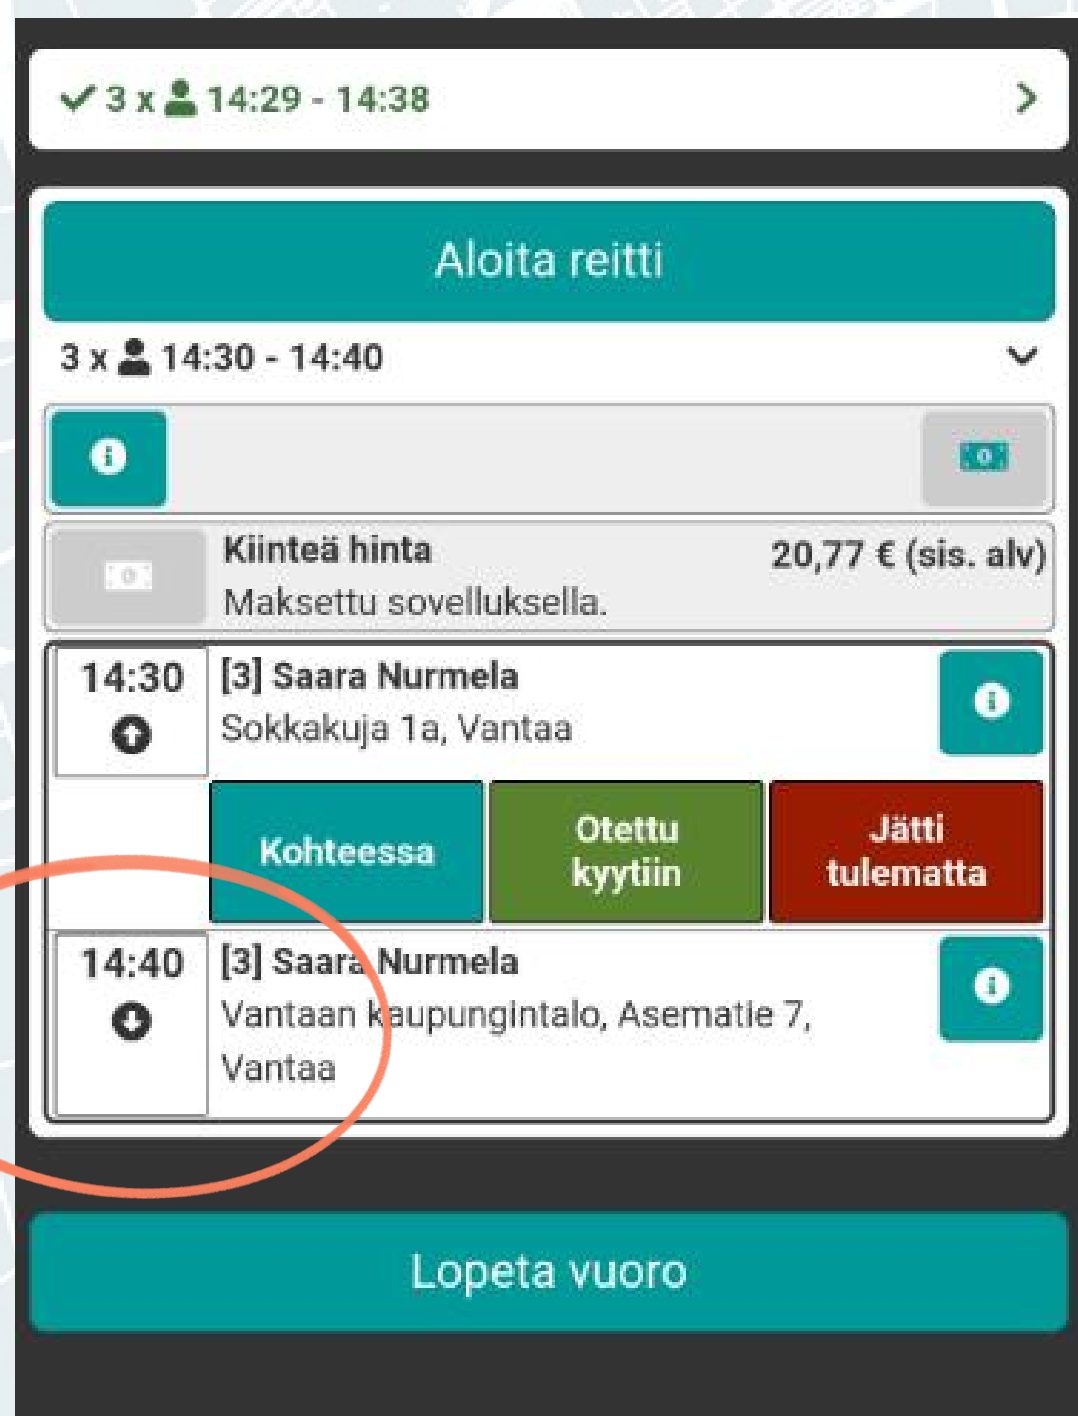 3 x 14:29 - 14:38
Aloita reitti
3 x 14:30 - 14:40
Kiinteä hinta 20,77 € (sis. alv)
Maksettu sovelluksella.
14:30 [3] Saara Nurmela
Sokkakuja 1a, Vantaa
Kohteessa Otettu kyytiin Jätti tulematta
14:40 [3] Saara Nurmela
Vantaan kaupungintalo, Asematie 7,
Vantaa
Lopeta vuoro